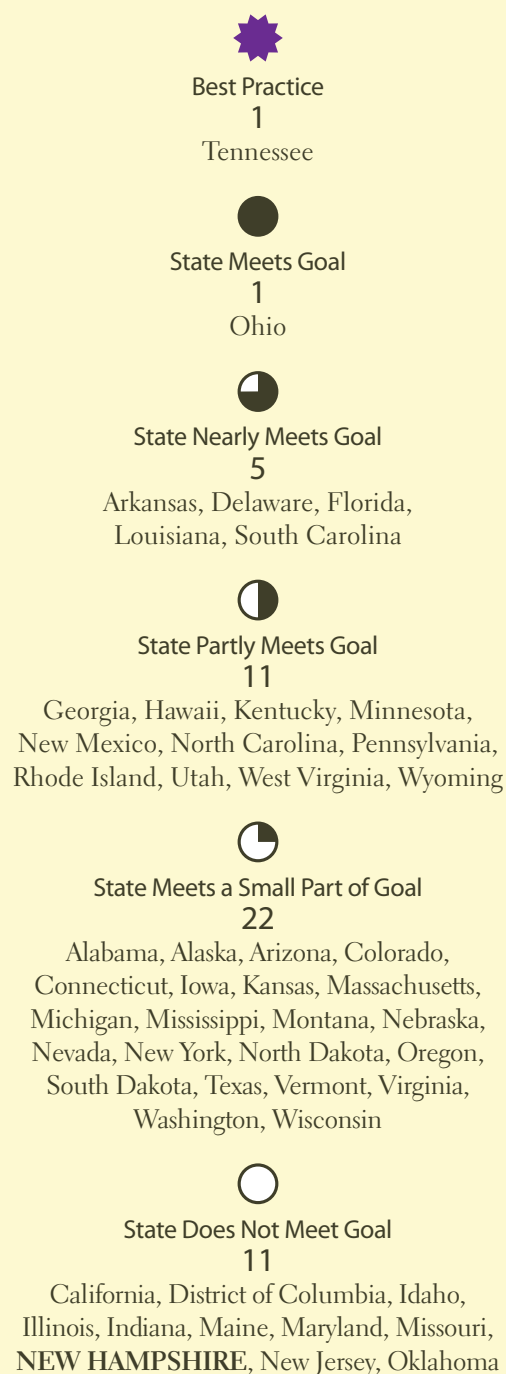 Best Practice
1
Tennessee
State Meets Goal
1
Ohio
State Nearly Meets Goal
5
Arkansas, Delaware, Florida,
Louisiana, South Carolina
State Partly Meets Goal
11
Georgia, Hawaii, Kentucky, Minnesota,
New Mexico, North Carolina, Pennsylvania,
Rhode Island, Utah, West Virginia, Wyoming
State Meets a Small Part of Goal
22
Alabama, Alaska, Arizona, Colorado,
Connecticut, Iowa, Kansas, Massachusetts,
Michigan, Mississippi, Montana, Nebraska,
Nevada, New York, North Dakota, Oregon,
South Dakota, Texas, Vermont, Virginia,
Washington, Wisconsin
State Does Not Meet Goal
11
California, District of Columbia, Idaho,
Illinois, Indiana, Maine, Maryland, Missouri,
NEW HAMPSHIRE, New Jersey, Oklahoma